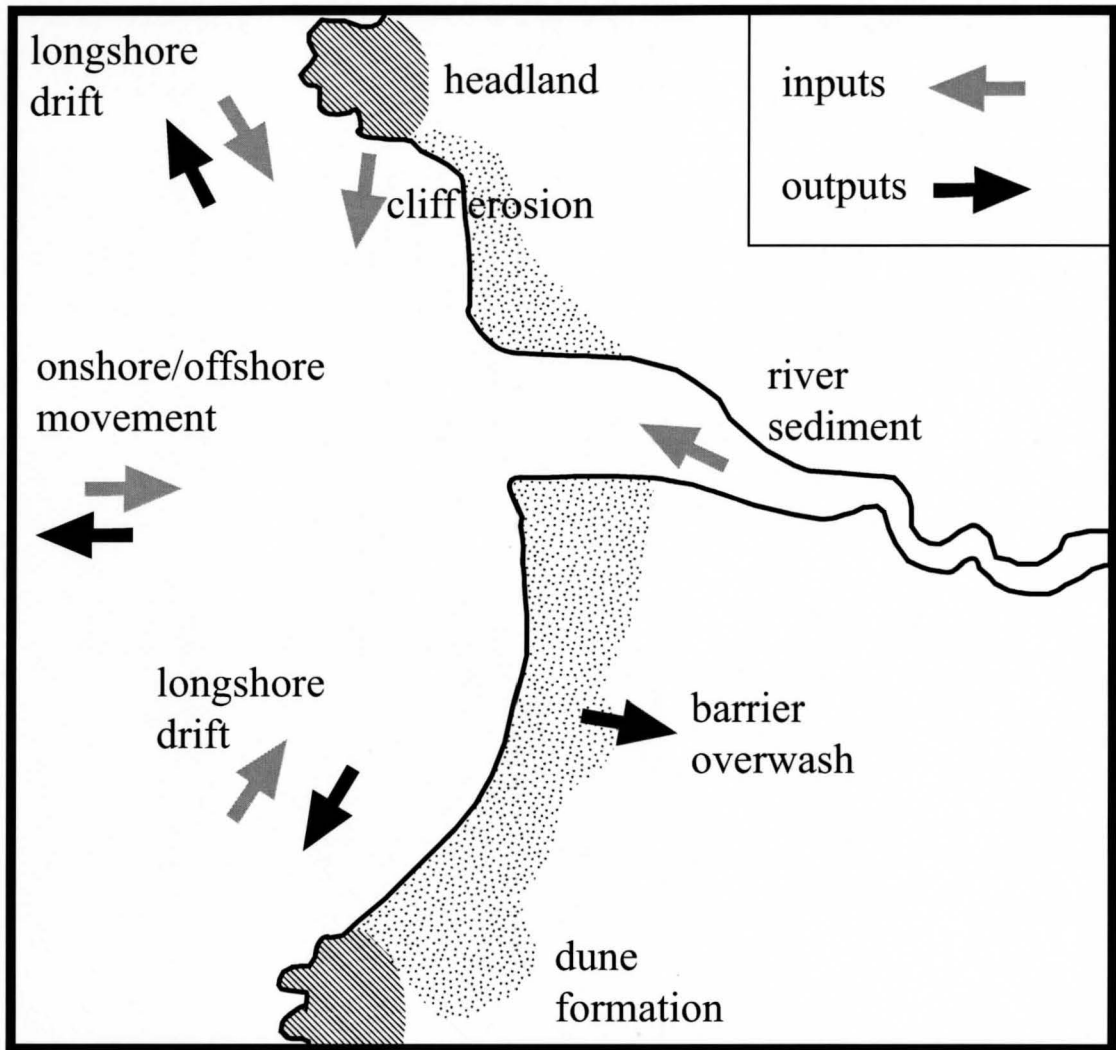 longshore
drift
headland
inputs
outputs
cliff erosion
onshore/offshore
movement
river
sediment
longshore
drift
barrier
overwash
dune
formation